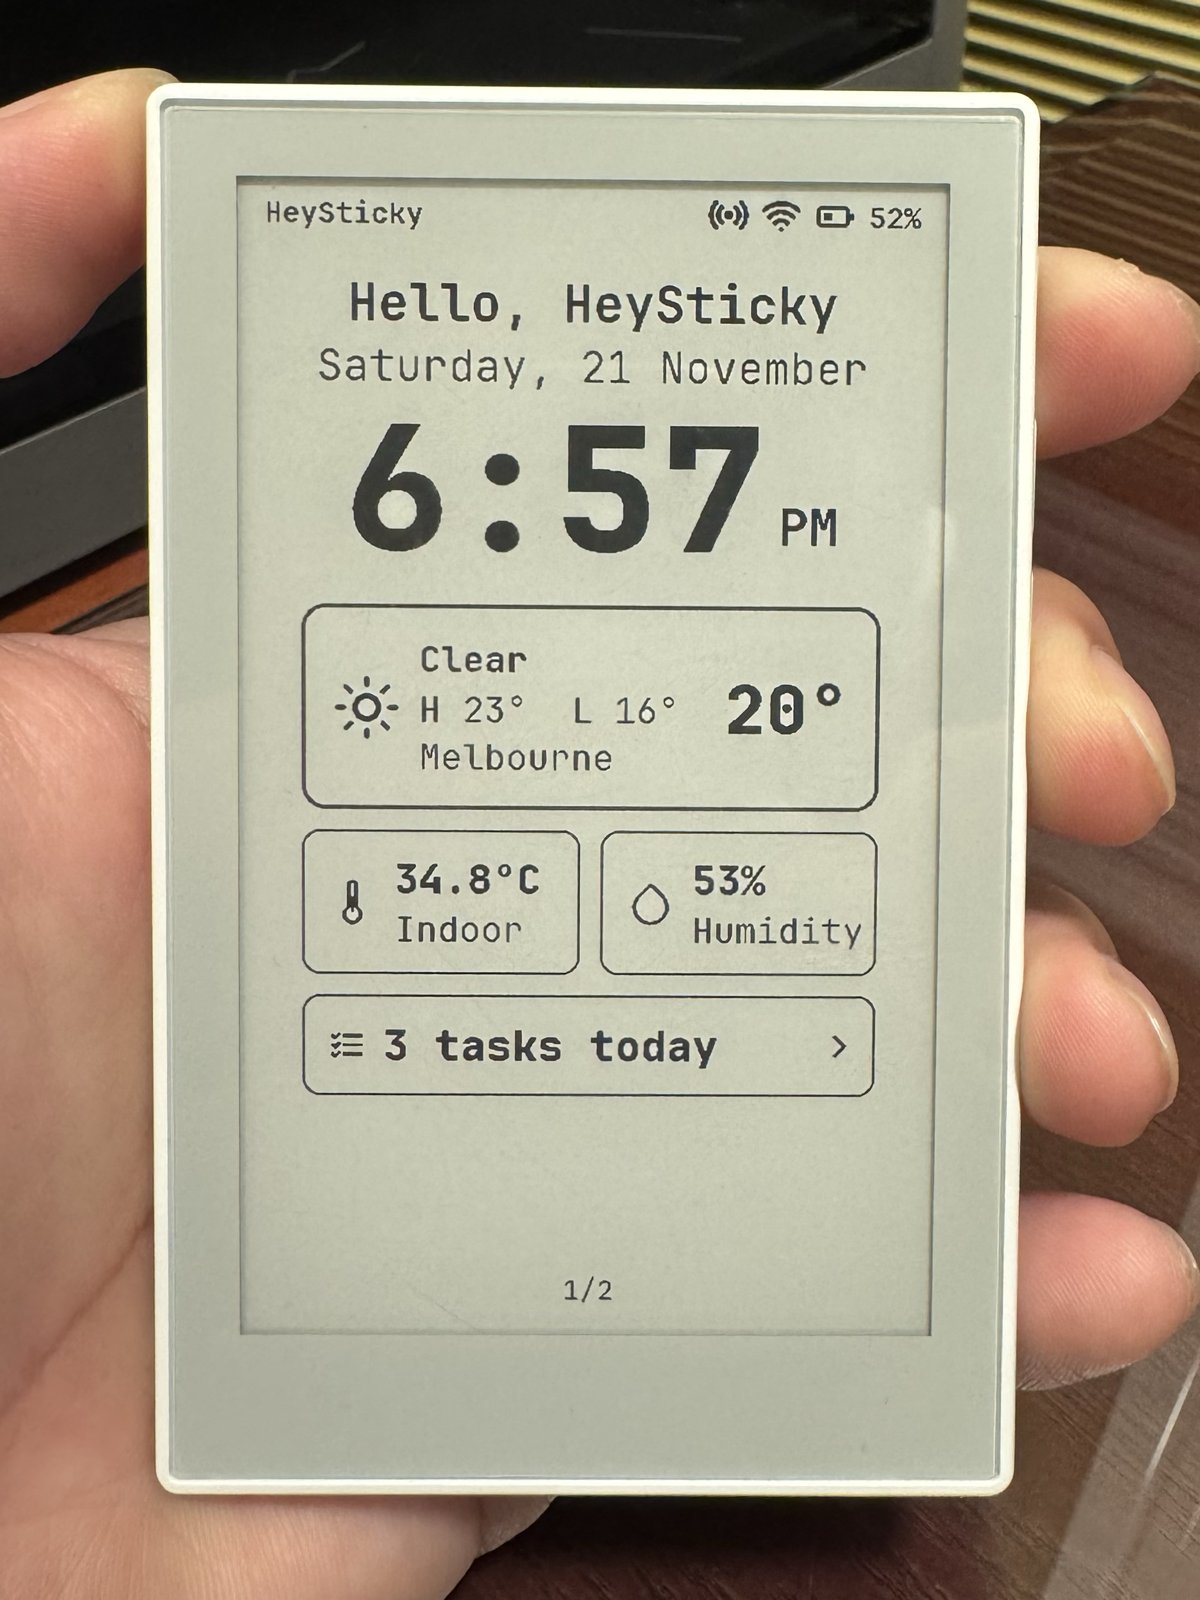 HeySticky 52%
Hello, HeySticky
Saturday, 21 November
6:57 PM
Clear
H 23° L 16° 20°
Melbourne
34.8°C
Indoor
53%
Humidity
3 tasks today >
1/2